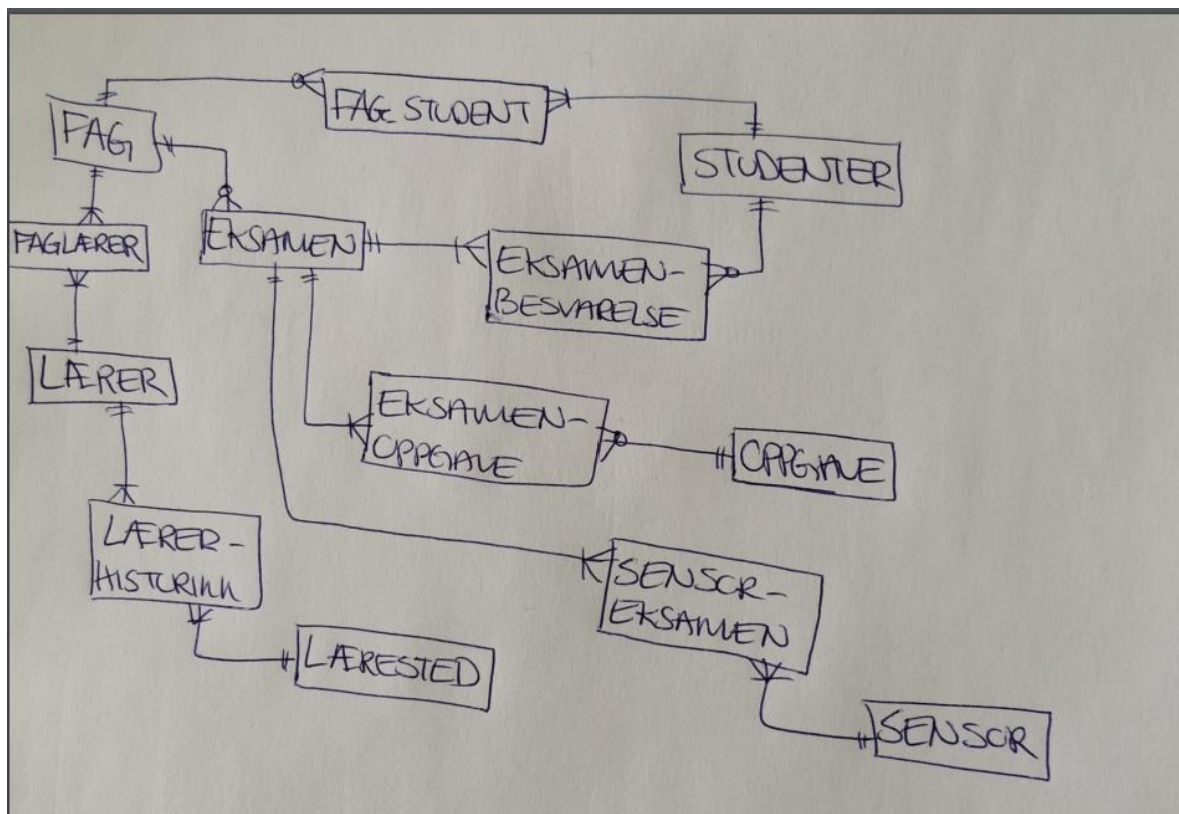 FAG STUDENT
FAG
STUDENTER
FAGLÆRER
EKSAMEN
EKSAMEN-
BESVARELSE
LÆRER
EKSAMEN-
OPPGAVE
OPPGAVE
LÆRER-
HISTORIKK
SENSOR-
EKSAMEN
LÆRESTED
SENSOR